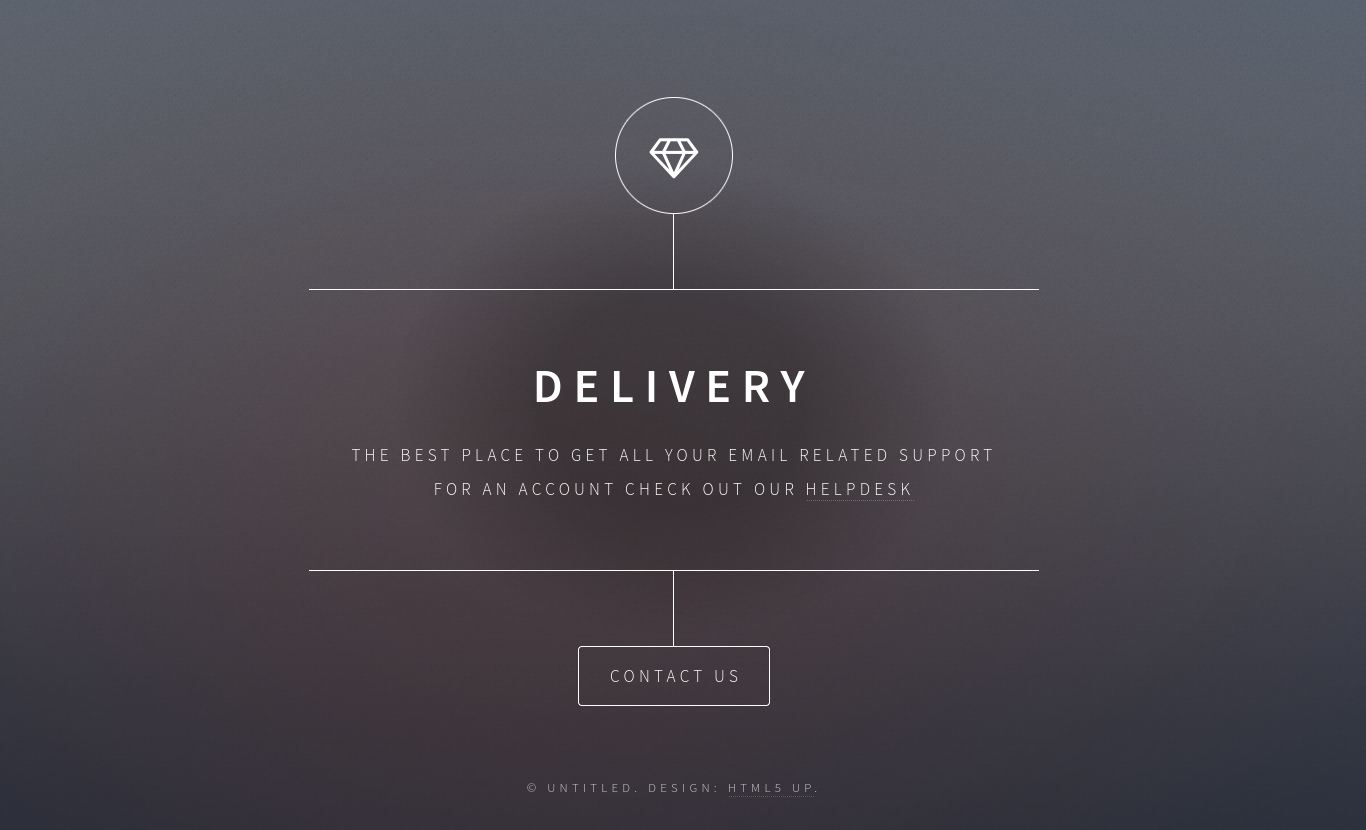 DELIVERY
THE BEST PLACE TO GET ALL YOUR EMAIL RELATED SUPPORT
FOR AN ACCOUNT CHECK OUT OUR HELPDESK
CONTACT US
© UNTITLED. DESIGN: HTML5 UP.